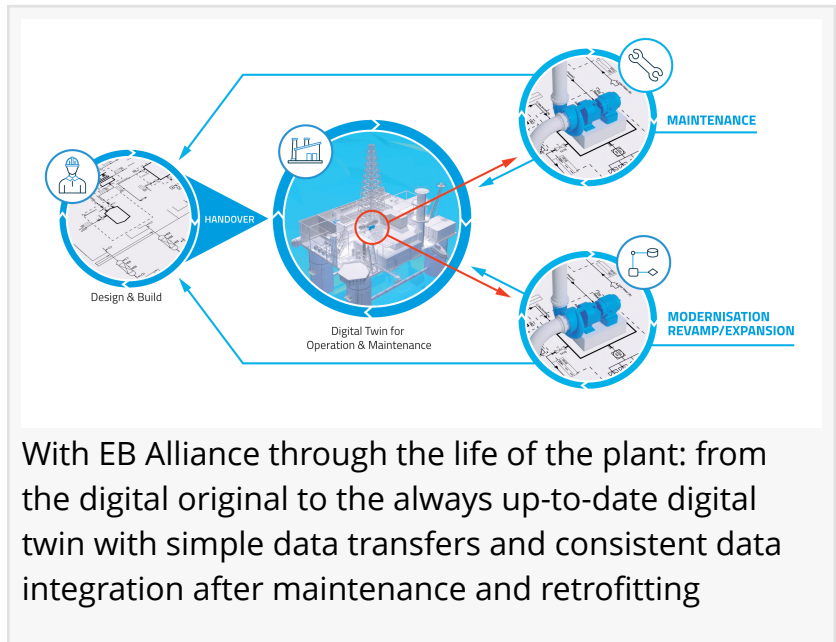 MAINTENANCE
HANDOVER
Design & Build
Digital Twin for
Operation & Maintenance
MODERNISATION
REVAMP/EXPANSION
With EB Alliance through the life of the plant: from
the digital original to the always up-to-date digital
twin with simple data transfers and consistent data
integration after maintenance and retrofitting